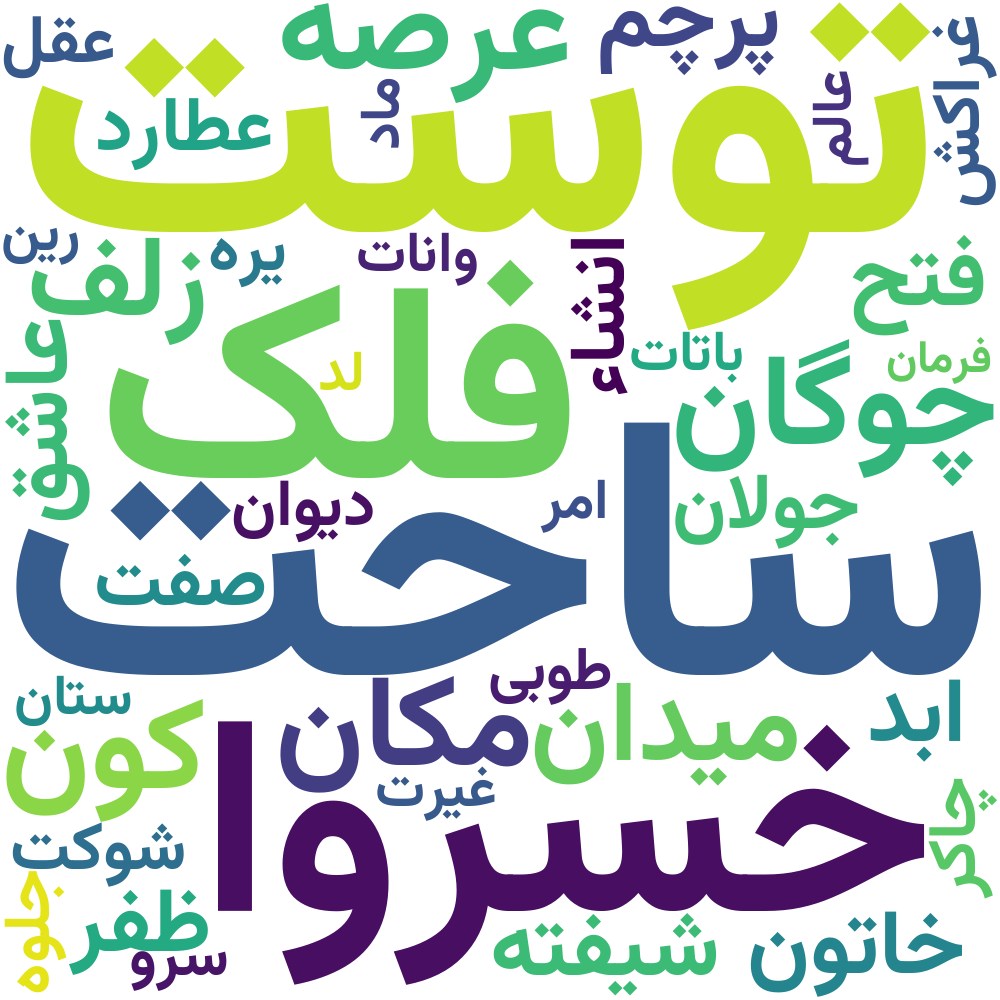 عقل
عرصه
پرچم
غراکش
توست
عطارد
ماد
عالم
رین
زلف
یره
وانات
انشاء
فتح
فلک
لد
باتات
فرمان
عاشق
چوگان
ساحت
دیوان
امر
جولان
صفت
طوبی
ستان
کون
مکان
میدان
ابد
خسروا
غیرت
چاکر
شوکت
جلوه
ظفر
سرو
شیفته
خاتون